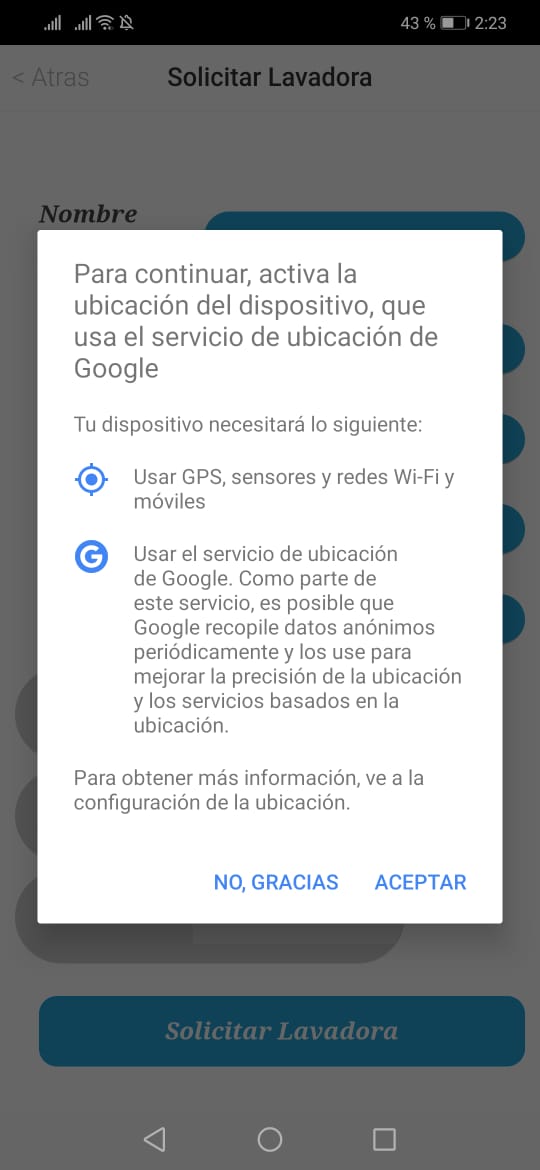 43 % 2:23
< Atras Solicitar Lavadora
Nombre
Para continuar, activa la
ubicación del dispositivo, que
usa el servicio de ubicación de
Google
Tu dispositivo necesitará lo siguiente:
Usar GPS, sensores y redes Wi-Fi y
móviles
Usar el servicio de ubicación
de Google. Como parte de
este servicio, es posible que
Google recopile datos anónimos
periódicamente y los use para
mejorar la precisión de la ubicación
y los servicios basados en la
ubicación.
Para obtener más información, ve a la
configuración de la ubicación.
NO, GRACIAS ACEPTAR
Solicitar Lavadora